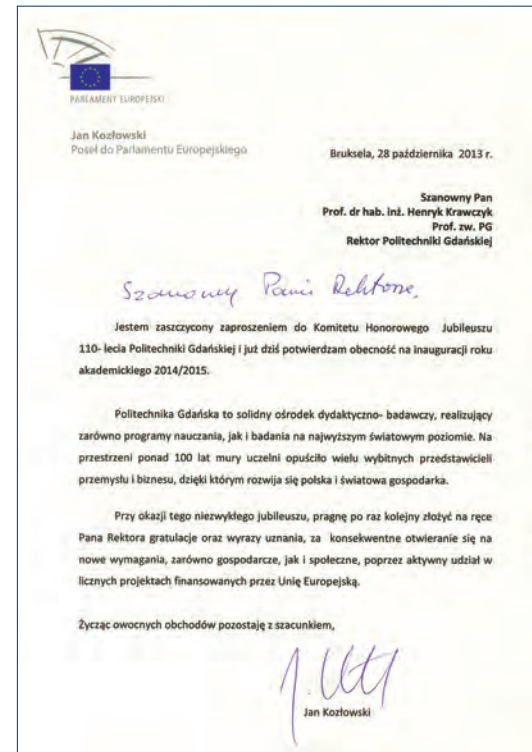 PARLAMENT EUROPEJSKI
Jan Kozłowski
Poseł do Parlamentu Europejskiego
Bruksela, 28 października 2013 r.
Szanowny Pan
Prof. dr hab. inż. Henryk Krawczyk
Prof. zw. PG
Rektor Politechniki Gdańskiej
Szanowny Panie Rektorze,
Jestem zaszczycony zaproszeniem do Komitetu Honorowego Jubileuszu
110- lecia Politechniki Gdańskiej i już dziś potwierdzam obecność na inauguracji roku
akademickiego 2014/2015.
Politechnika Gdańska to solidny ośrodek dydaktyczno- badawczy, realizujący
zarówno programy nauczania, jak i badania na najwyższym światowym poziomie. Na
przestrzeni ponad 100 lat mury uczelni opuściło wielu wybitnych przedstawicieli
przemysłu i biznesu, dzięki którym rozwija się polska i światowa gospodarka.
Przy okazji tego niezwykłego jubileuszu, pragnę po raz kolejny złożyć na ręce
Pana Rektora gratulacje oraz wyrazy uznania, za konsekwentne otwieranie się na
nowe wymagania, zarówno gospodarcze, jak i społeczne, poprzez aktywny udział w
licznych projektach finansowanych przez Unię Europejską.
Życząc owocnych obchodów pozostaję z szacunkiem,
Jan Kozłowski